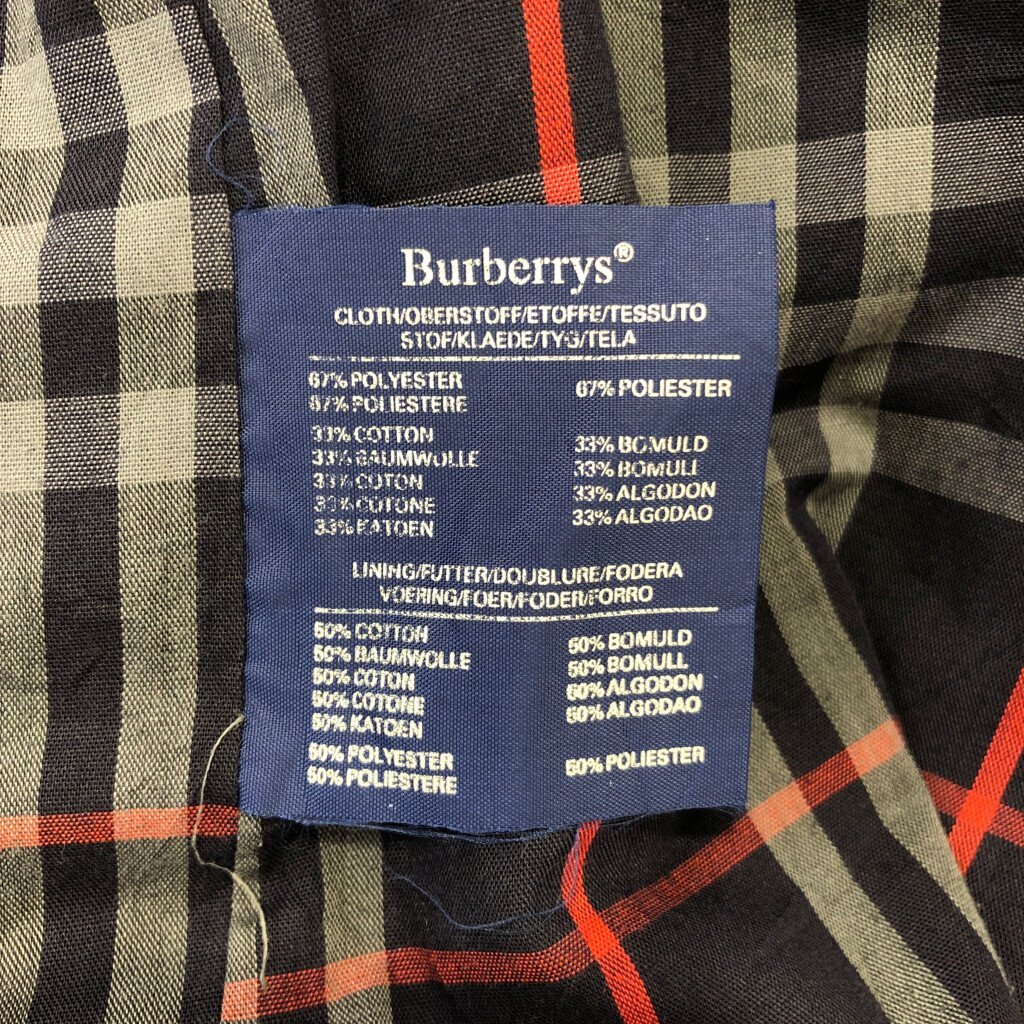 Burberrys®
CLOTH/OBERSTOFF/ETOFFE/TESSUTO
STOF/KLAEDE/TYG/TELA
67% POLYESTER
67% POLIESTERE
67% POLIESTER
33% COTTON
33% BAUMWOLLE
33% COTON
33% COTONE
33% KATOEN
33% BOMULD
33% BOMULL
33% ALGODON
33% ALGODAO
LINING/FUTTER/DOUBLURE/FODERA
VOERING/FOER/FODER/FORRO
50% COTTON
50% BAUMWOLLE
50% COTON
50% COTONE
50% KATOEN
50% BOMULD
50% BOMULL
50% ALGODON
50% ALGODAO
50% POLYESTER
50% POLIESTERE
50% POLIESTER